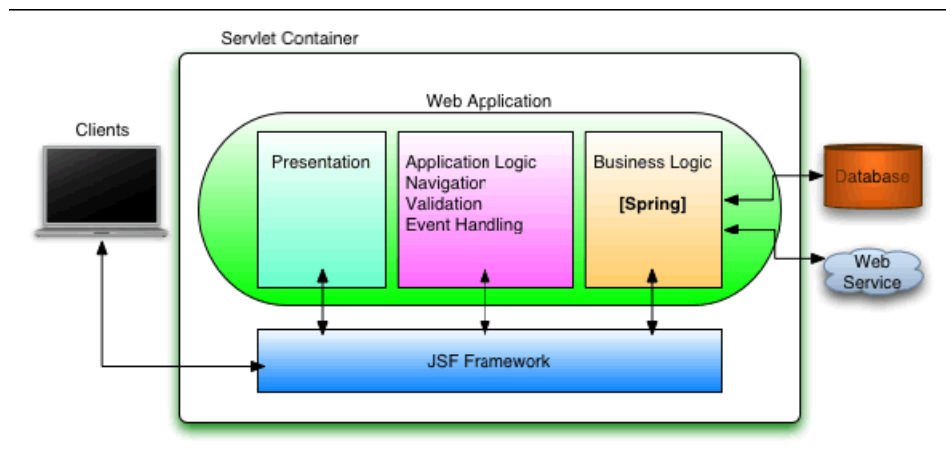 Servlet Container
Web Application
Clients
Presentation
Application Logic
Navigation
Validation
Event Handling
Business Logic
[Spring]
Database
Web
Service
JSF Framework